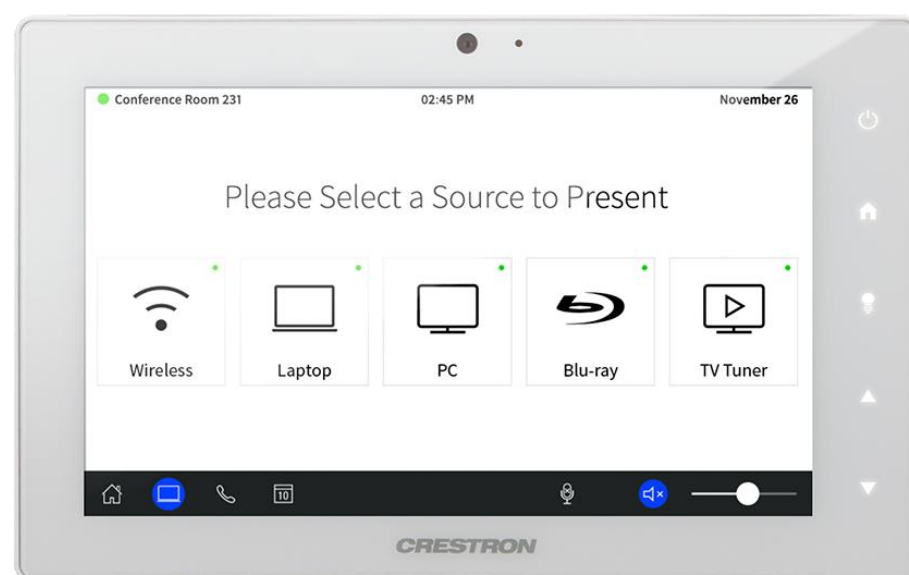 Conference Room 231
02:45 PM
November 26
Please Select a Source to Present
Wireless
Laptop
PC
Blu-ray
TV Tuner
10
CRESTRON